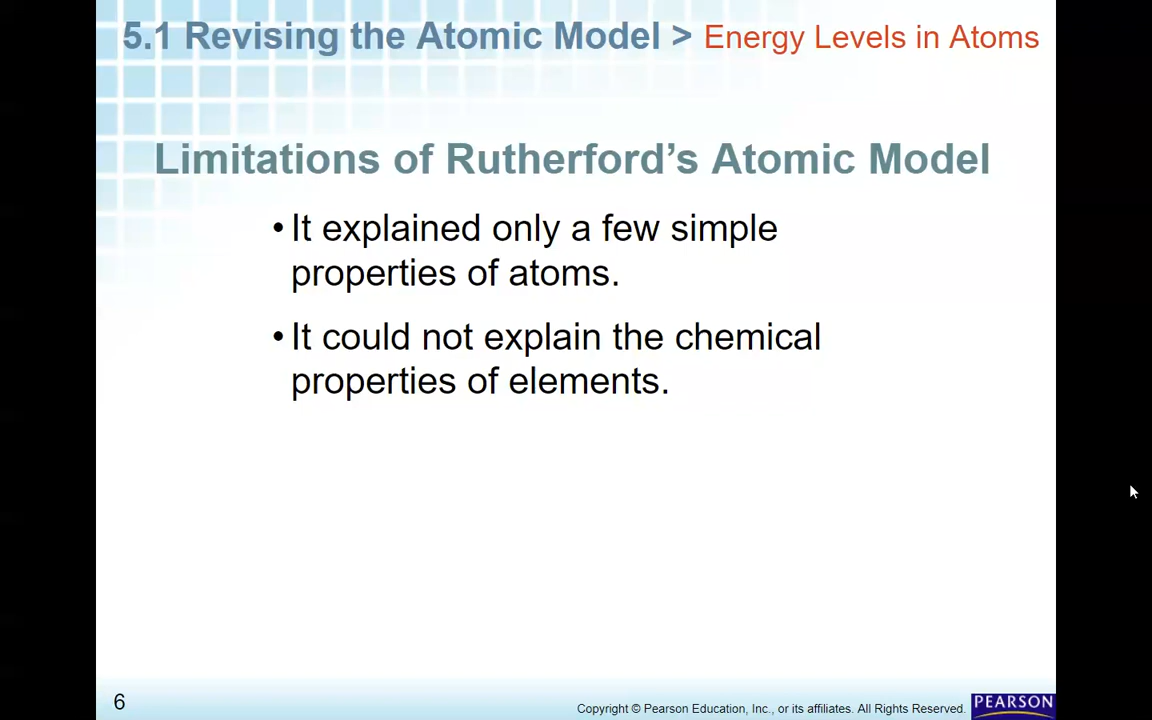 5.1 Revising the Atomic Model > Energy Levels in Atoms
Limitations of Rutherford’s Atomic Model
• It explained only a few simple
properties of atoms.
• It could not explain the chemical
properties of elements.
6
Copyright © Pearson Education, Inc., or its affiliates. All Rights Reserved.
PEARSON